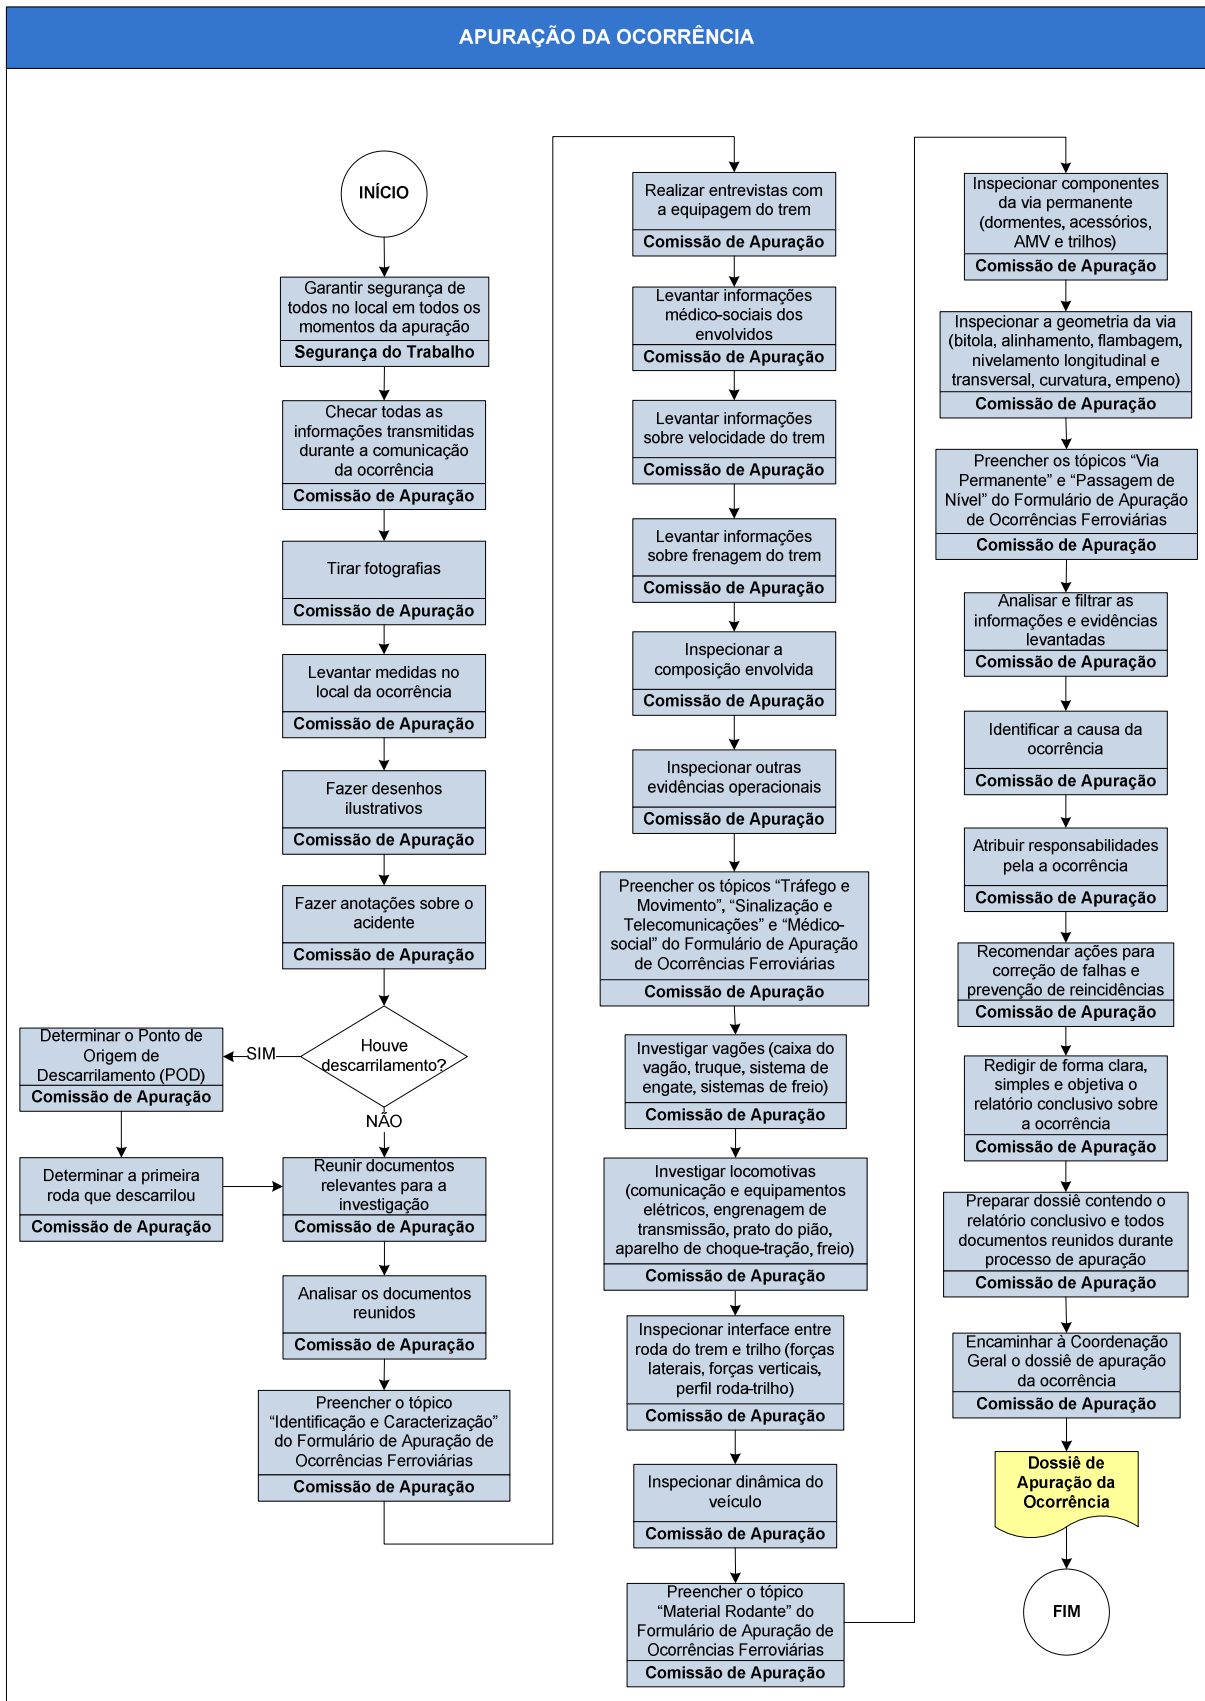 APURAÇÃO DA OCORRÊNCIA
INÍCIO
Garantir segurança de
todos no local em todos os
momentos da apuração
Segurança do Trabalho
Checar todas as
informações transmitidas
durante a comunicação
da ocorrência
Comissão de Apuração
Tirar fotografias
Comissão de Apuração
Levantar medidas no
local da ocorrência
Comissão de Apuração
Fazer desenhos
ilustrativos
Comissão de Apuração
Fazer anotações sobre o
acidente
Comissão de Apuração
Houve
descarrilamento?
SIM
Determinar o Ponto de
Origem de
Descarrilamento (POD)
Comissão de Apuração
Determinar a primeira
roda que descarrilou
Comissão de Apuração
NÃO
Reunir documentos
relevantes para a
investigação
Comissão de Apuração
Analisar os documentos
reunidos
Comissão de Apuração
Preencher o tópico
“Identificação e Caracterização”
do Formulário de Apuração de
Ocorrências Ferroviárias
Comissão de Apuração
Realizar entrevistas com
a equipagem do trem
Comissão de Apuração
Levantar informações
médico-sociais dos
envolvidos
Comissão de Apuração
Levantar informações
sobre velocidade do trem
Comissão de Apuração
Levantar informações
sobre frenagem do trem
Comissão de Apuração
Inspecionar a
composição envolvida
Comissão de Apuração
Inspecionar outras
evidências operacionais
Comissão de Apuração
Preencher os tópicos “Tráfego e
Movimento”, “Sinalização e
Telecomunicações” e “Médico-
social” do Formulário de Apuração
de Ocorrências Ferroviárias
Comissão de Apuração
Investigar vagões (caixa do
vagão, truque, sistema de
engate, sistemas de freio)
Comissão de Apuração
Investigar locomotivas
(comunicação e equipamentos
elétricos, engrenagem de
transmissão, prato do pião,
aparelho de choque-tração, freio)
Comissão de Apuração
Inspecionar interface entre
roda do trem e trilho (forças
laterais, forças verticais,
perfil roda-trilho)
Comissão de Apuração
Inspecionar dinâmica do
veículo
Comissão de Apuração
Preencher o tópico
“Material Rodante” do
Formulário de Apuração de
Ocorrências Ferroviárias
Comissão de Apuração
Inspecionar componentes
da via permanente
(dormentes, acessórios,
AMV e trilhos)
Comissão de Apuração
Inspecionar a geometria da via
(bitola, alinhamento, flambagem,
nivelamento longitudinal e
transversal, curvatura, empeno)
Comissão de Apuração
Preencher os tópicos “Via
Permanente” e “Passagem de
Nível” do Formulário de Apuração
de Ocorrências Ferroviárias
Comissão de Apuração
Analisar e filtrar as
informações e evidências
levantadas
Comissão de Apuração
Identificar a causa da
ocorrência
Comissão de Apuração
Atribuir responsabilidades
pela a ocorrência
Comissão de Apuração
Recomendar ações para
correção de falhas e
prevenção de reincidências
Comissão de Apuração
Redigir de forma clara,
simples e objetiva o
relatório conclusivo sobre
a ocorrência
Comissão de Apuração
Preparar dossiê contendo o
relatório conclusivo e todos
documentos reunidos durante
processo de apuração
Comissão de Apuração
Encaminhar à Coordenação
Geral o dossiê de apuração
da ocorrência
Comissão de Apuração
Dossiê de
Apuração da
Ocorrência
FIM